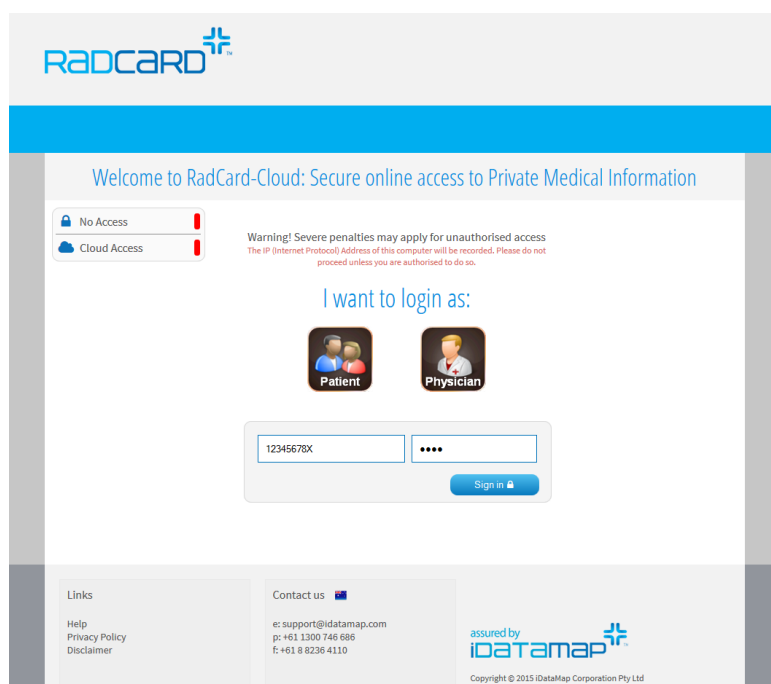 RADCARD TM
Welcome to RadCard-Cloud: Secure online access to Private Medical Information
No Access
Cloud Access
Warning! Severe penalties may apply for unauthorised access
The IP (Internet Protocol) Address of this computer will be recorded. Please do not
proceed unless you are authorised to do so.
I want to login as:
Patient
Physician
12345678X
••••
Sign in
Links
Help
Privacy Policy
Disclaimer
Contact us
e: support@idatamap.com
p: +61 1300 746 686
f: +61 8 8236 4110
assured by
iDATAMAP
Copyright © 2015 iDataMap Corporation Pty Ltd